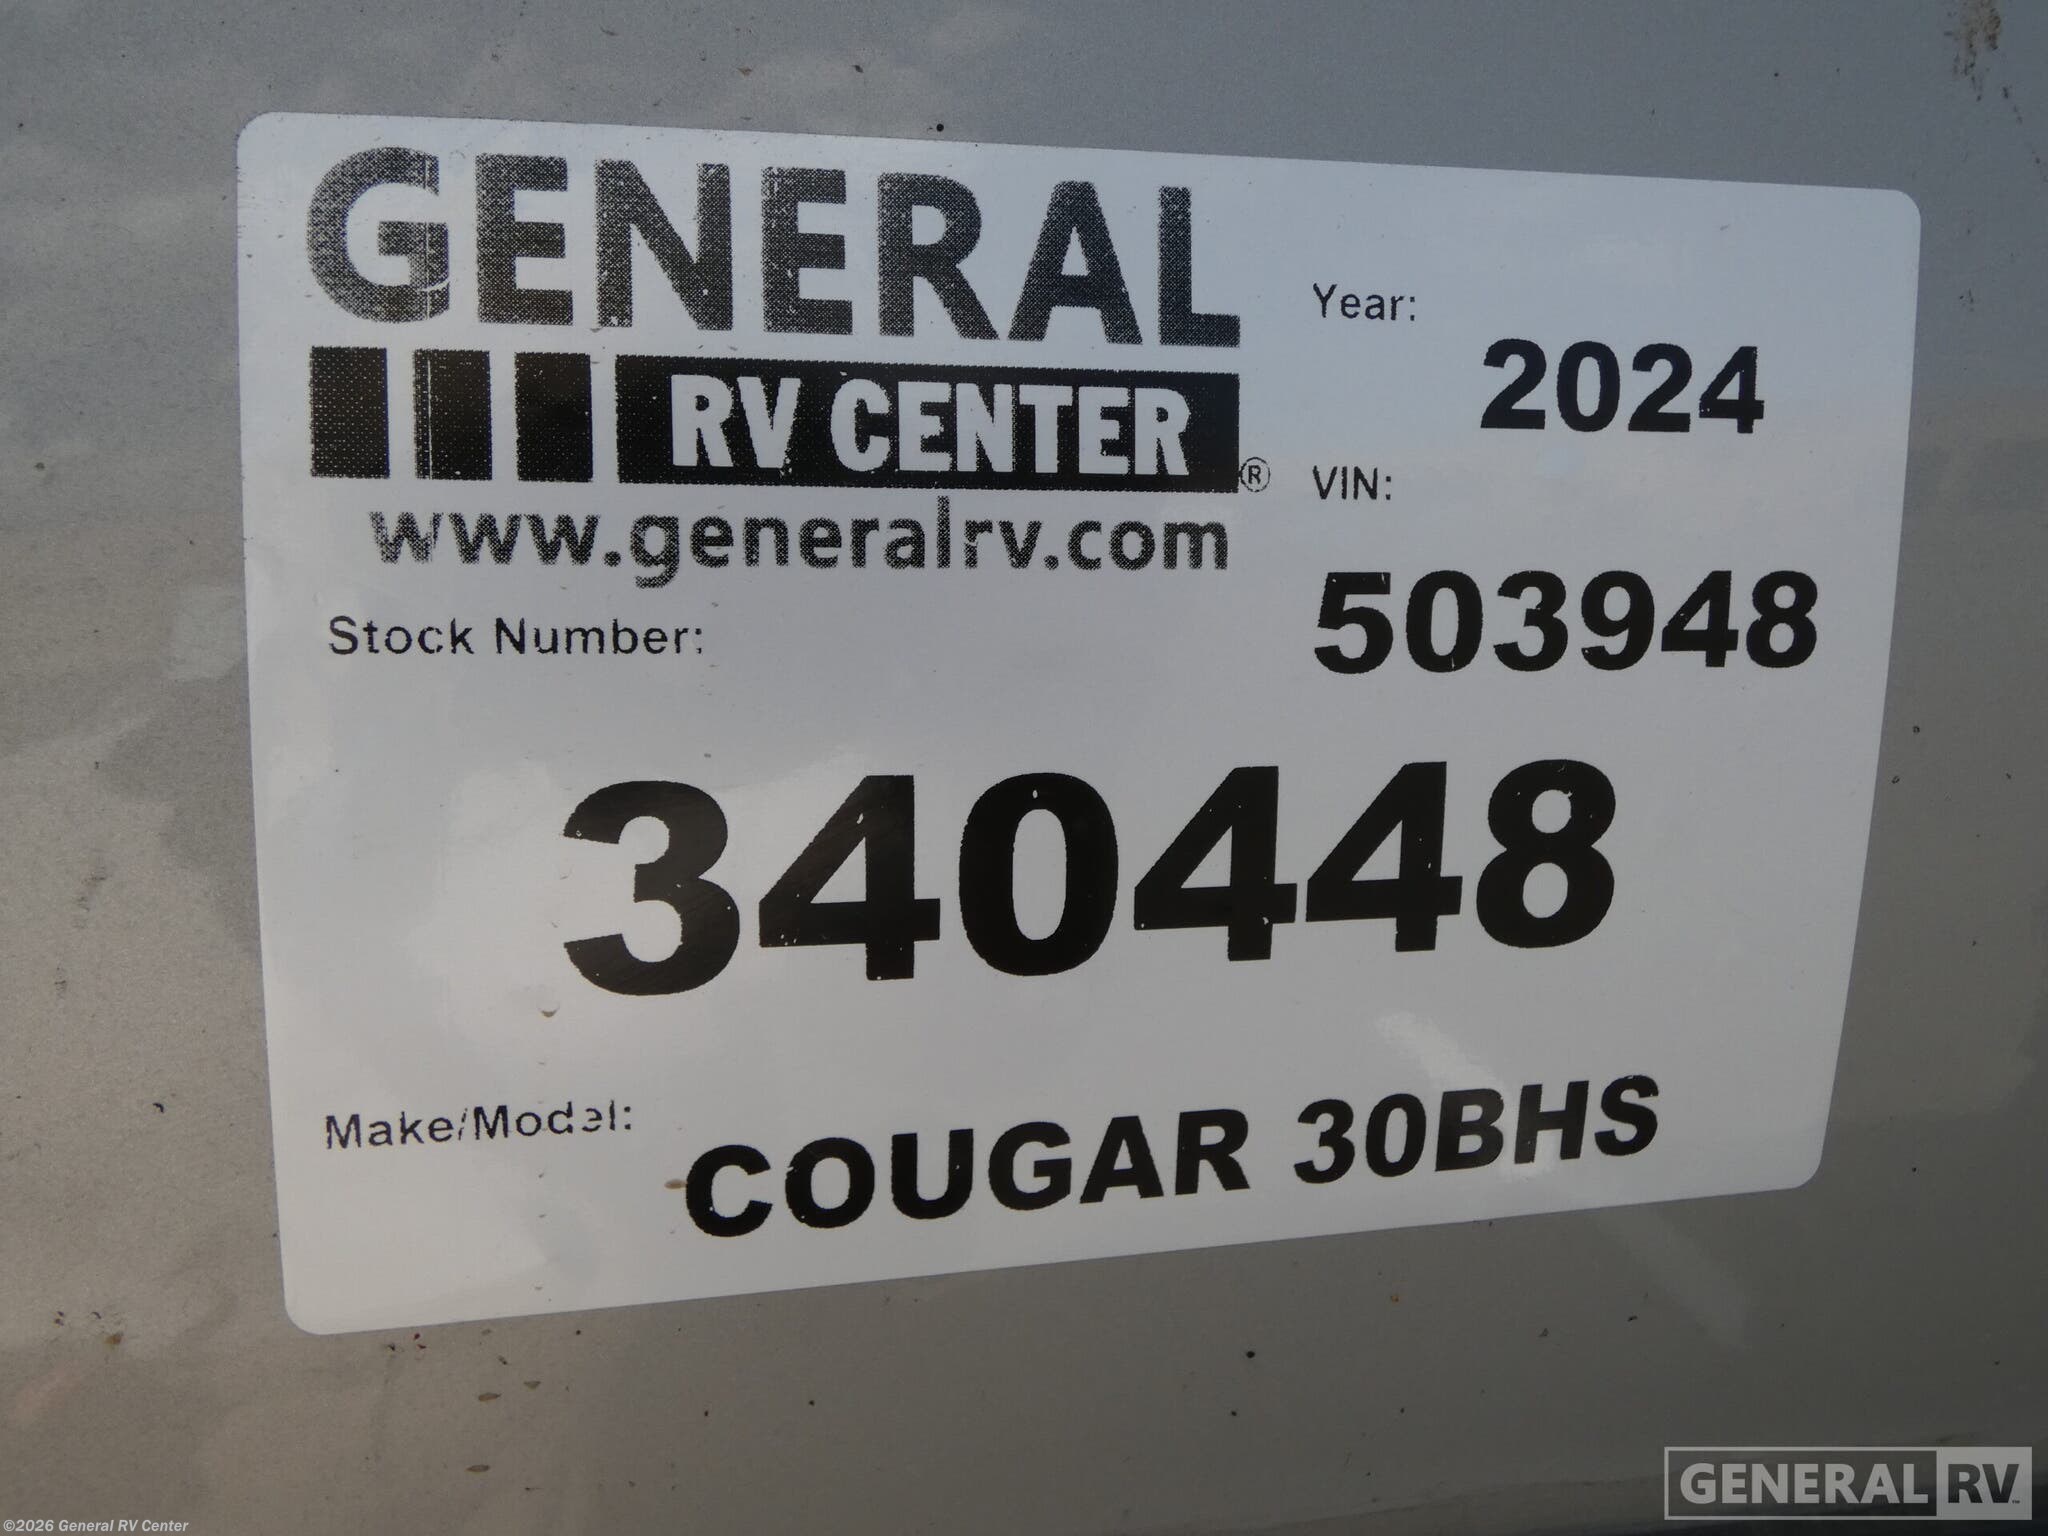 GENERAL
RV CENTER®
www.generalrv.com
Year:
2024
VIN:
503948
Stock Number:
340448
Make/Model:
COUGAR 30BHS
GENERAL RV™
©2026 General RV Center